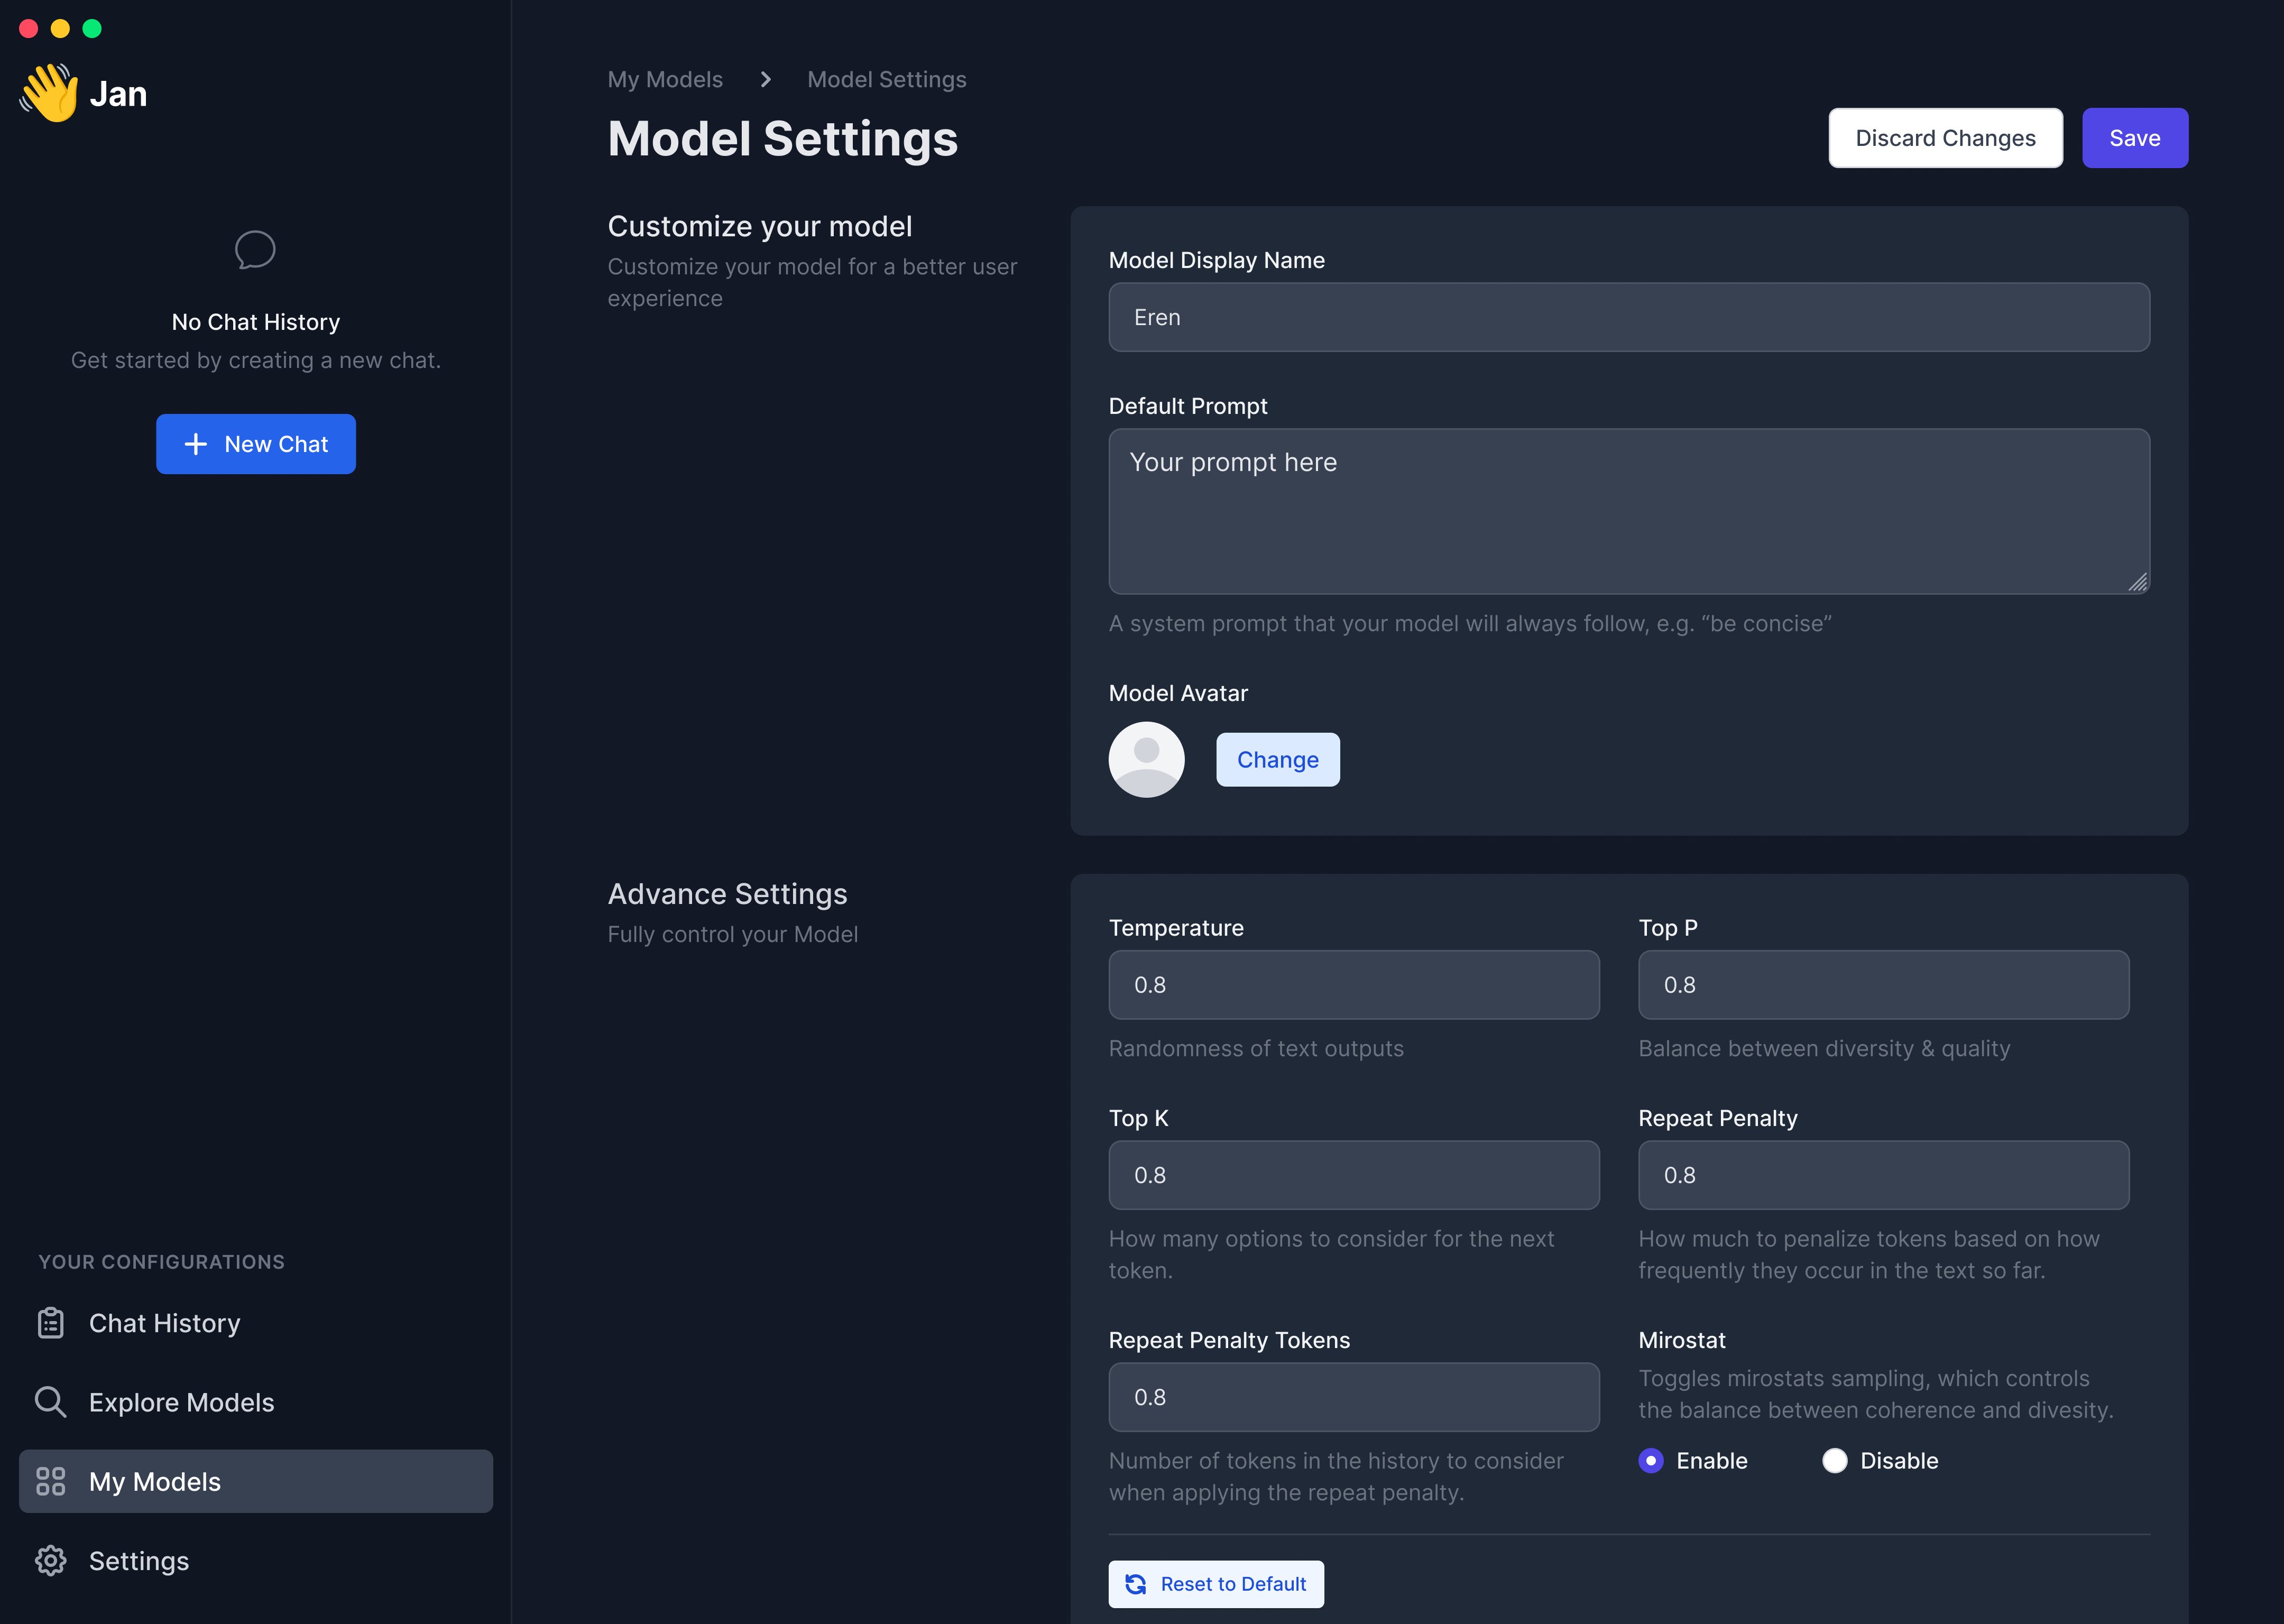 Jan
No Chat History
Get started by creating a new chat.
New Chat
YOUR CONFIGURATIONS
Chat History
Explore Models
My Models
Settings
My Models
Model Settings
Model Settings
Discard Changes
Save
Customize your model
Customize your model for a better user
experience
Model Display Name
Eren
Default Prompt
Your prompt here
A system prompt that your model will always follow, e.g. “be concise”
Model Avatar
Change
Advance Settings
Fully control your Model
Temperature
0.8
Randomness of text outputs
Top P
0.8
Balance between diversity & quality
Top K
0.8
How many options to consider for the next
token.
Repeat Penalty
0.8
How much to penalize tokens based on how
frequently they occur in the text so far.
Repeat Penalty Tokens
0.8
Number of tokens in the history to consider
when applying the repeat penalty.
Mirostat
Toggles mirostats sampling, which controls
the balance between coherence and divesity.
Enable
Disable
Reset to Default